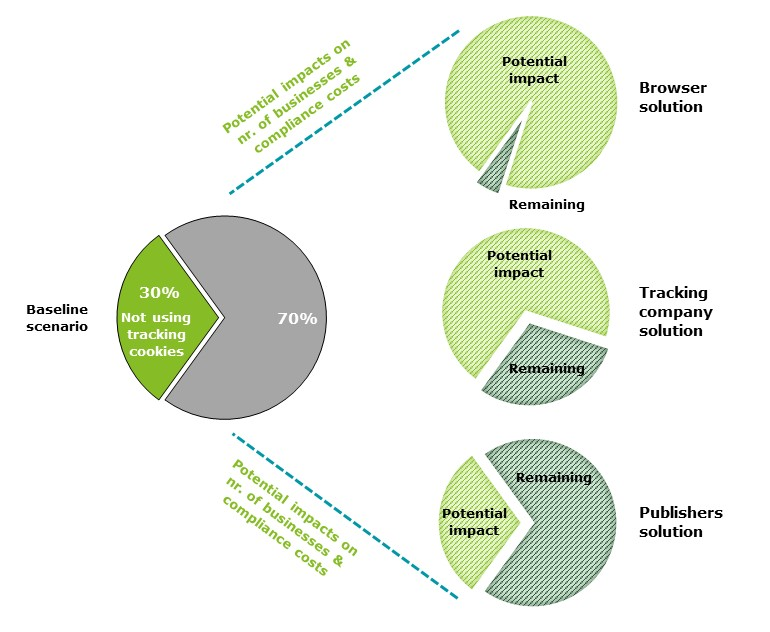 Potential impacts on
nr. of businesses &
compliance costs
Potential
impact
Browser
solution
Remaining
Baseline
scenario
30%
Not using
tracking
cookies
70%
Potential
impact
Tracking
company
solution
Remaining
Potential impacts on
nr. of businesses &
compliance costs
Remaining
Potential
impact
Publishers
solution